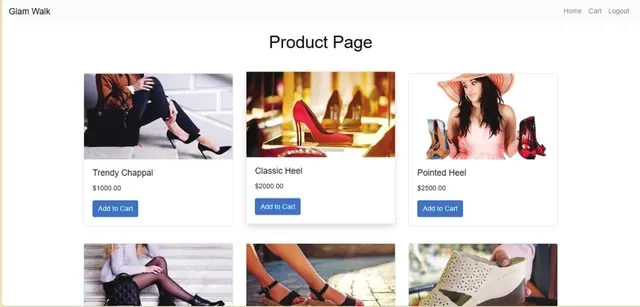 Glam Walk
Home Cart Logout
Product Page
Trendy Chappal
$1000.00
Add to Cart
Classic Heel
$2000.00
Add to Cart
Pointed Heel
$2500.00
Add to Cart